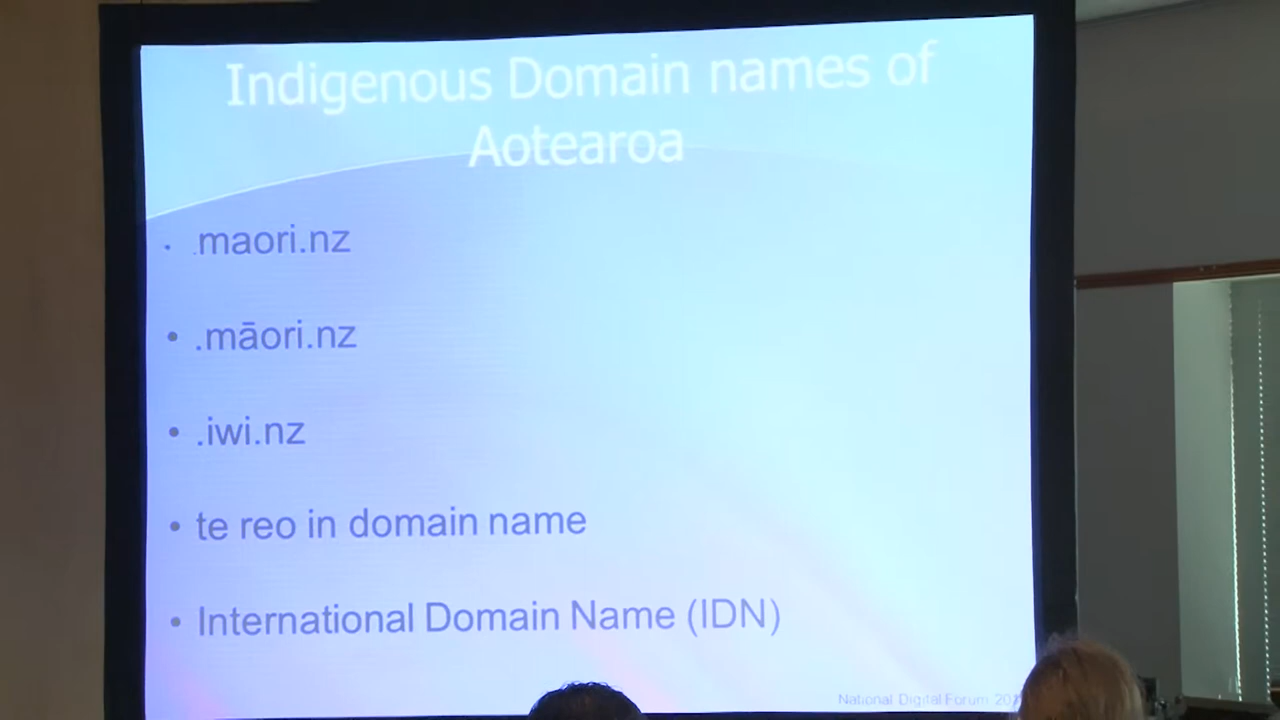 Indigenous Domain names of
Aotearoa
.maori.nz
.māori.nz
.iwi.nz
te reo in domain name
International Domain Name (IDN)
National Digital Forum